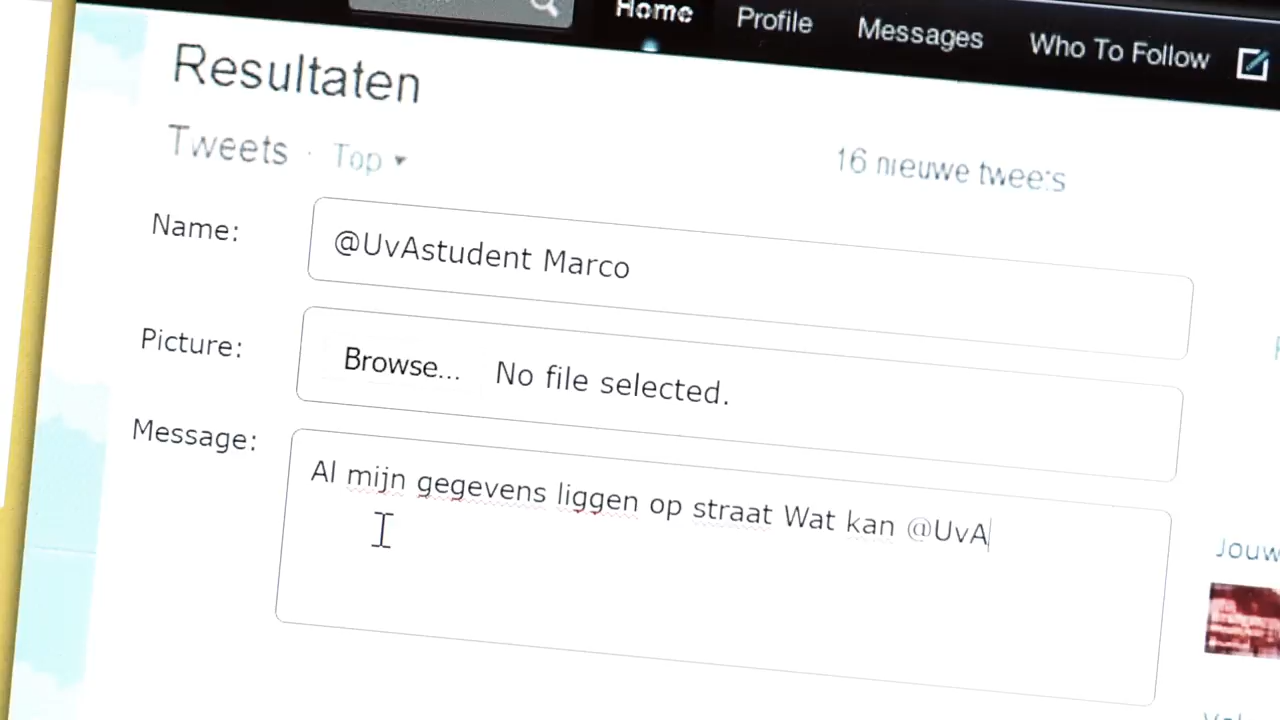 Home Profile Messages Who To Follow
Resultaten
Tweets · Top ▾
16 nieuwe twee:s
Name: @UvAstudent Marco
Picture: Browse... No file selected.
Message: Al mijn gegevens liggen op straat Wat kan @UvA
Jouw